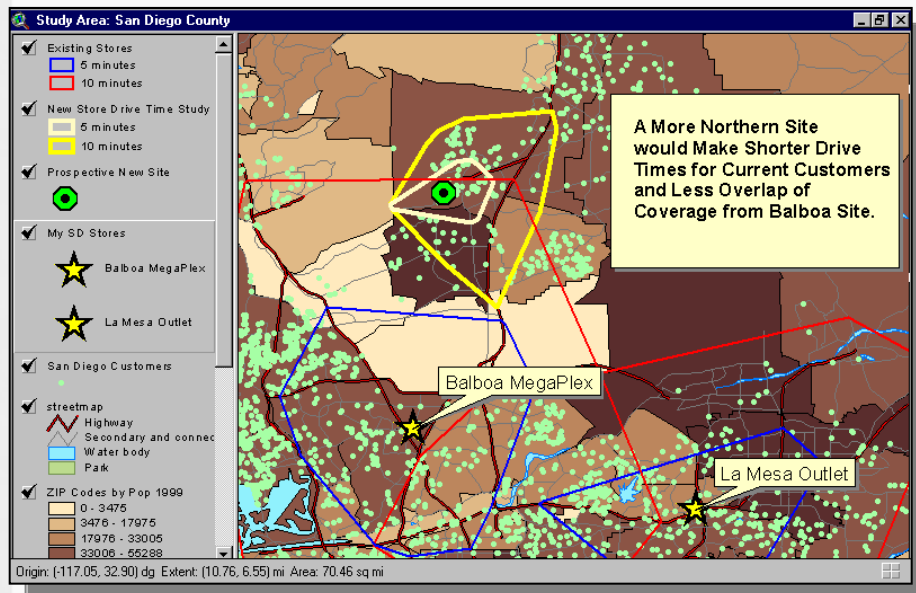 Study Area: San Diego County
Existing Stores
5 minutes
10 minutes
New Store Drive Time Study
5 minutes
10 minutes
Prospective New Site
My SD Stores
Balboa MegaPlex
La Mesa Outlet
San Diego Customers
streetmap
Highway
Secondary and connec
Water body
Park
ZIP Codes by Pop 1999
0 - 3475
3476 - 17975
17976 - 33005
33006 - 55288
A More Northern Site
would Make Shorter Drive
Times for Current Customers
and Less Overlap of
Coverage from Balboa Site.
Balboa MegaPlex
La Mesa Outlet
Origin: (-117.05, 32.90) dg Extent: (10.76, 6.55) mi Area: 70.46 sq mi